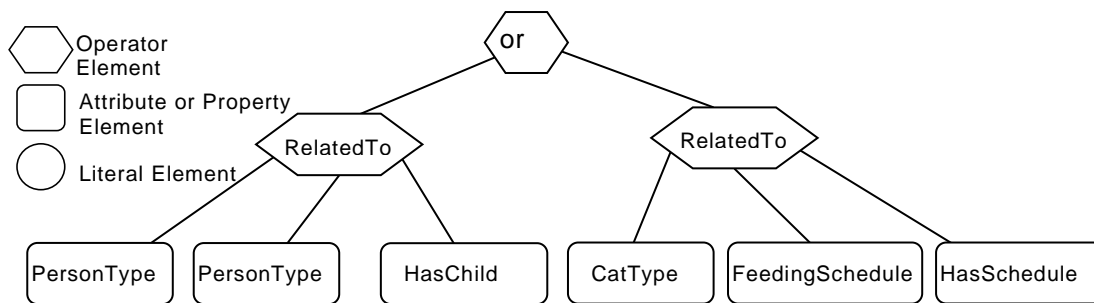 or
Operator
Element
Attribute or Property
Element
Literal Element
RelatedTo
RelatedTo
PersonType
PersonType
HasChild
CatType
FeedingSchedule
HasSchedule